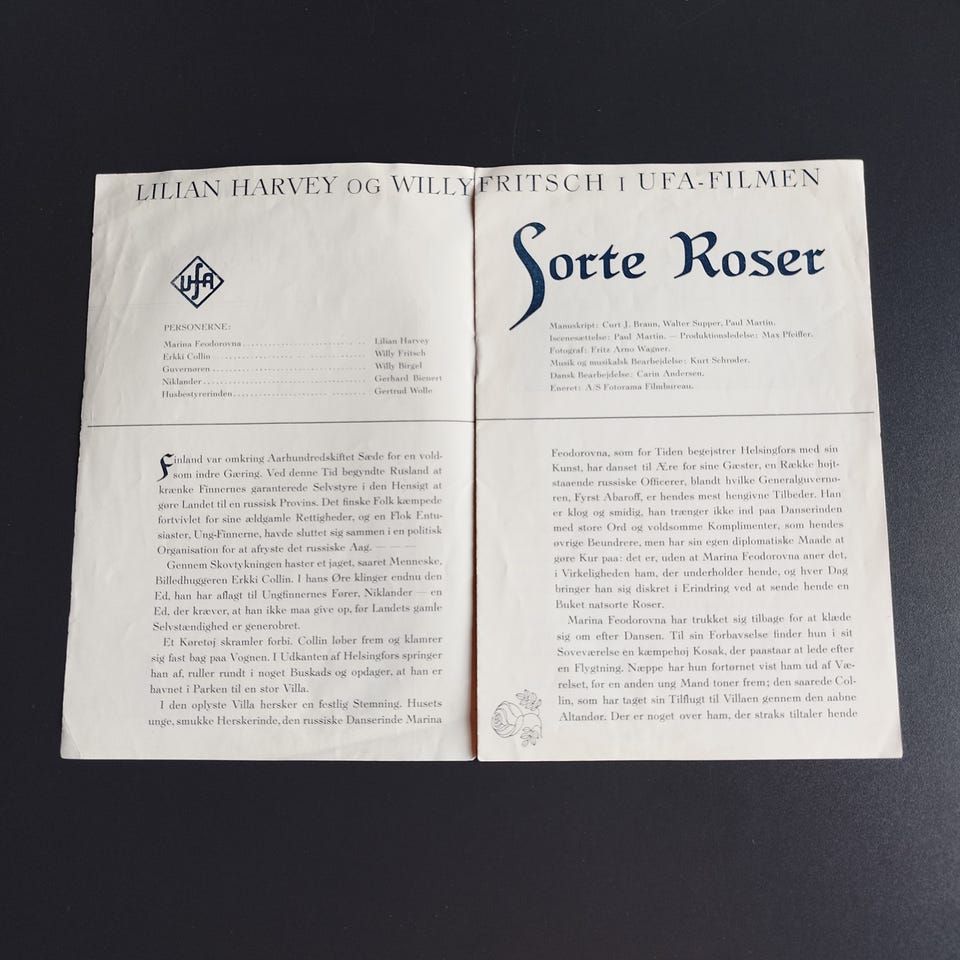 LILIAN HARVEY OG WILLY FRITSCH I UFA-FILMEN
UfA
PERSONERNE:
Marina Feodorovna ........................ Lilian Harvey
Erkki Collin ........................ Willy Fritsch
Guvernøren ........................ Willy Birgel
Niklander ........................ Gerhard Bienert
Husbestyrerinden ........................ Gertrud Wolle
Finland var omkring Aarhundredskiftet Sæde for en vold-
som indre Gæring. Ved denne Tid begyndte Rusland at
krænke Finnernes garanterede Selvstyre i den Hensigt at
gøre Landet til en russisk Provins. Det finske Folk kæmpede
fortvivlet for sine ældgamle Rettigheder, og en Flok Entu-
siaster, Ung-Finnerne, havde sluttet sig sammen i en politisk
Organisation for at afryste det russiske Aag. — — —
Gennem Skovtykningen haster et jaget, saaret Menneske,
Billedhuggeren Erkki Collin. I hans Øre klinger endnu den
Ed, han har aflagt til Ungfinnernes Fører, Niklander — en
Ed, der kræver, at han ikke maa give op, før Landets gamle
Selvstændighed er generobret.
Et Køretøj skramler forbi. Collin løber frem og klamrer
sig fast bag paa Vognen. I Udkanten af Helsingfors springer
han af, ruller rundt i noget Buskads og opdager, at han er
havnet i Parken til en stor Villa.
I den oplyste Villa hersker en festlig Stemning. Husets
unge, smukke Herskerinde, den russiske Danserinde Marina
Sorte Roser
Manuskript: Curt J. Braun, Walter Supper, Paul Martin.
Iscenesættelse: Paul Martin. — Produktionsledelse: Max Pfeiffer.
Fotograf: Fritz Arno Wagner.
Musik og musikalsk Bearbejdelse: Kurt Schröder.
Dansk Bearbejdelse: Carin Andersen.
Eneret: A/S Fotorama Filmbureau.
Feodorovna, som for Tiden begejstrer Helsingfors med sin
Kunst, har danset til Ære for sine Gæster, en Række højt-
staaende russiske Officerer, blandt hvilke Generalguvernø-
ren, Fyrst Abaroff, er hendes mest hengivne Tilbeder. Han
er klog og smidig, han trænger ikke ind paa Danserinden
med store Ord og voldsomme Komplimenter, som hendes
øvrige Beundrere, men har sin egen diplomatiske Maade at
gøre Kur paa: det er, uden at Marina Feodorovna aner det,
i Virkeligheden ham, der underholder hende, og hver Dag
bringer han sig diskret i Erindring ved at sende hende en
Buket natsorte Roser.
Marina Feodorovna har trukket sig tilbage for at klæde
sig om efter Dansen. Til sin Forbavselse finder hun i sit
Soveværelse en kæmpehøj Kosak, der paastaar at lede efter
en Flygtning. Næppe har hun fortørnet vist ham ud af Væ-
relset, før en anden ung Mand toner frem; den saarede Col-
lin, som har taget sin Tilflugt til Villaen gennem den aabne
Altandør. Der er noget over ham, der straks tiltaler hende